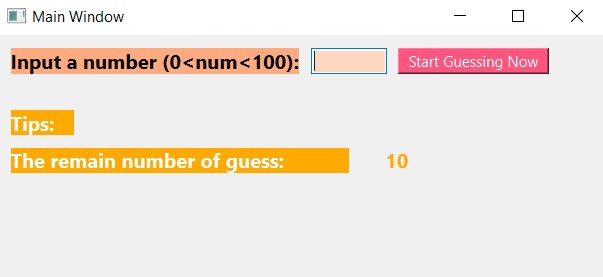 Main Window
Input a number (0<num<100): Start Guessing Now
Tips:
The remain number of guess: 10